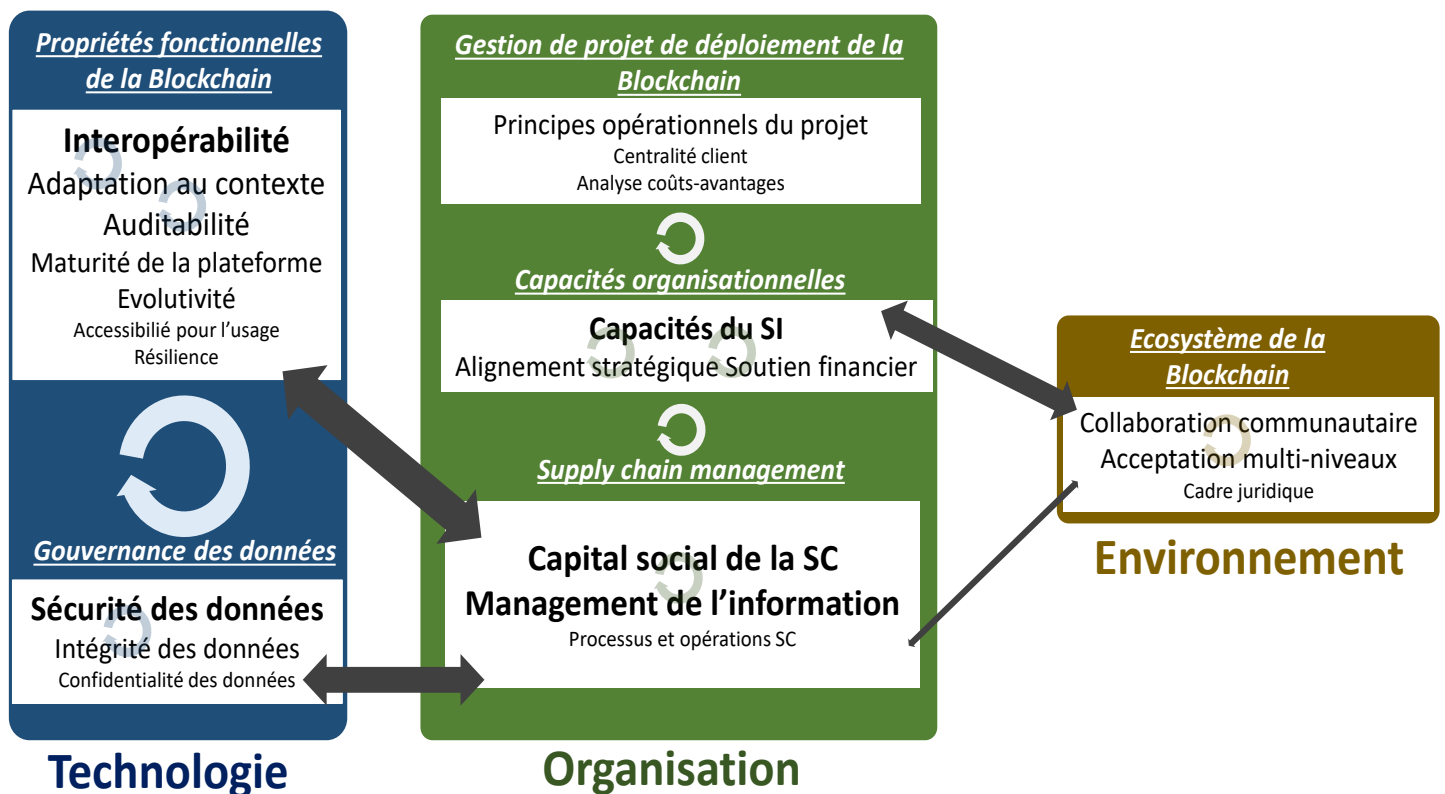 Propriétés fonctionnelles
de la Blockchain
Interopérabilité
Adaptation au contexte
Auditabilité
Maturité de la plateforme
Evolutivité
Accessibilié pour l'usage
Résilience
Gouvernance des données
Sécurité des données
Intégrité des données
Confidentialité des données
Technologie
Gestion de projet de déploiement de la
Blockchain
Principes opérationnels du projet
Centralité client
Analyse coûts-avantages
Capacités organisationnelles
Capacités du SI
Alignement stratégique Soutien financier
Supply chain management
Capital social de la SC
Management de l'information
Processus et opérations SC
Organisation
Ecosystème de la
Blockchain
Collaboration communautaire
Acceptation multi-niveaux
Cadre juridique
Environnement